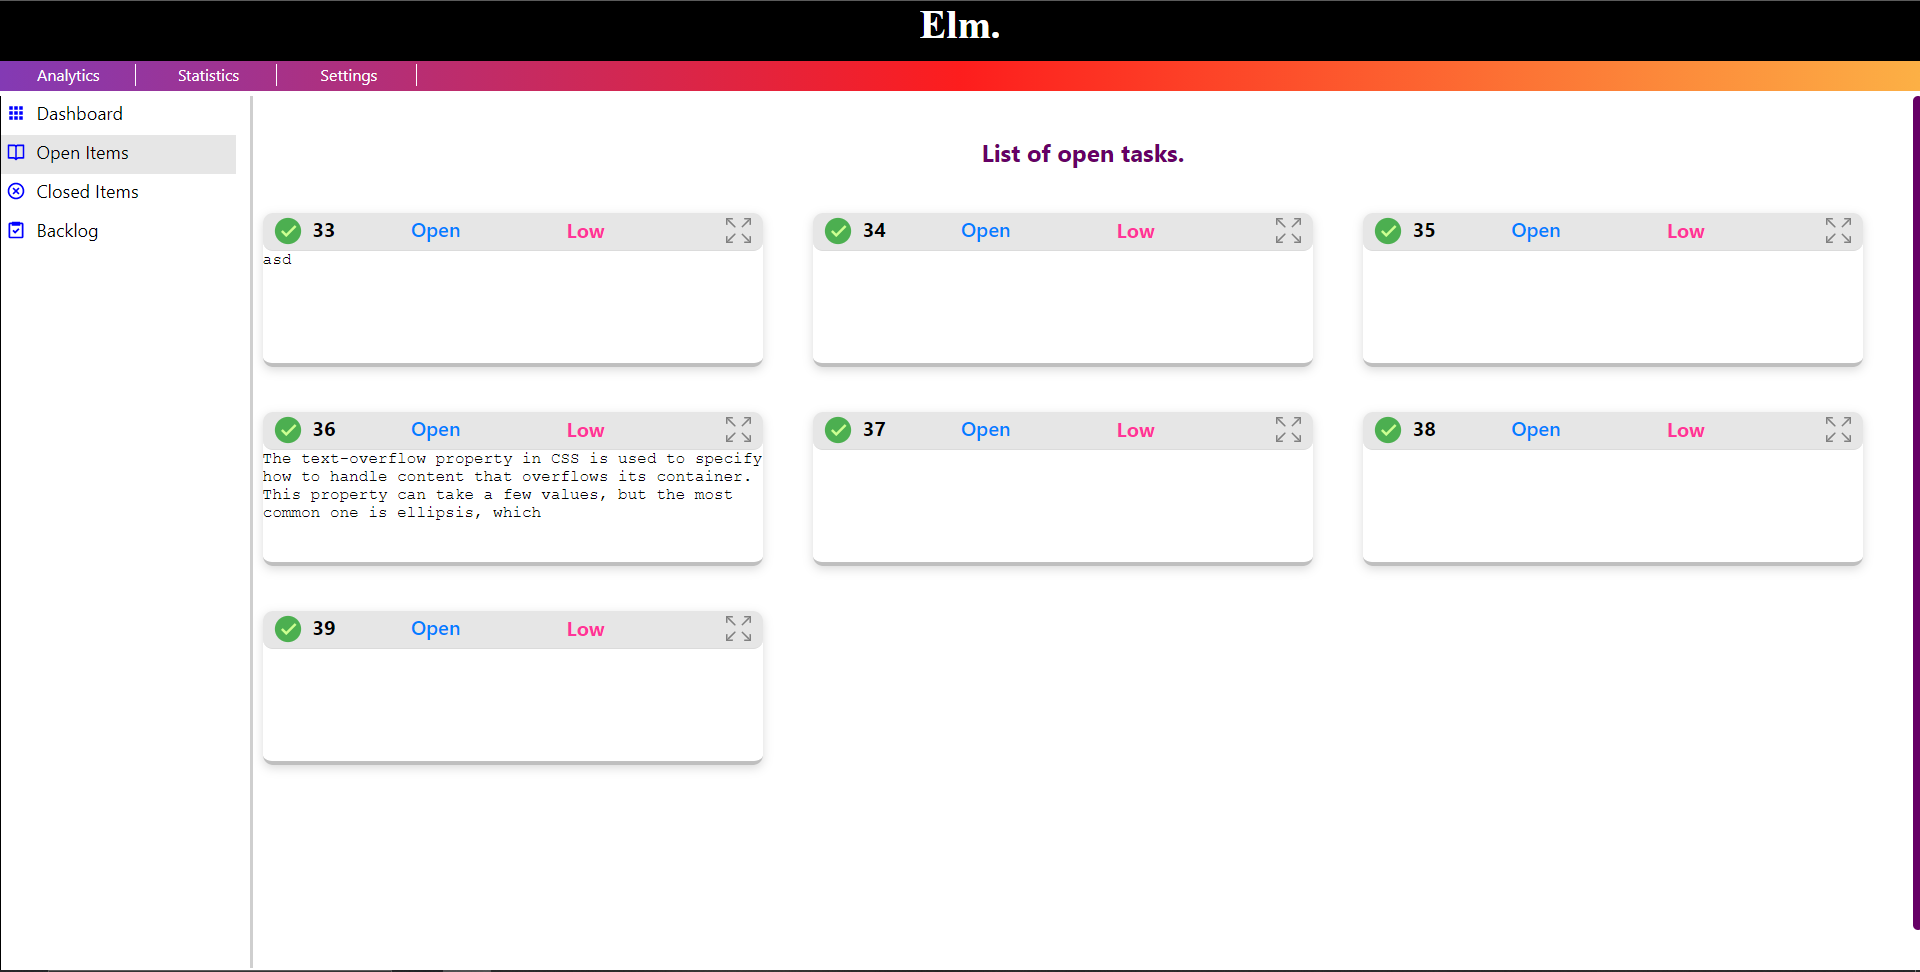 Elm.
Analytics
Statistics
Settings
Dashboard
Open Items
Closed Items
Backlog
List of open tasks.
33 Open Low
asd
34 Open Low
35 Open Low
36 Open Low
The text-overflow property in CSS is used to specify
how to handle content that overflows its container.
This property can take a few values, but the most
common one is ellipsis, which
37 Open Low
38 Open Low
39 Open Low